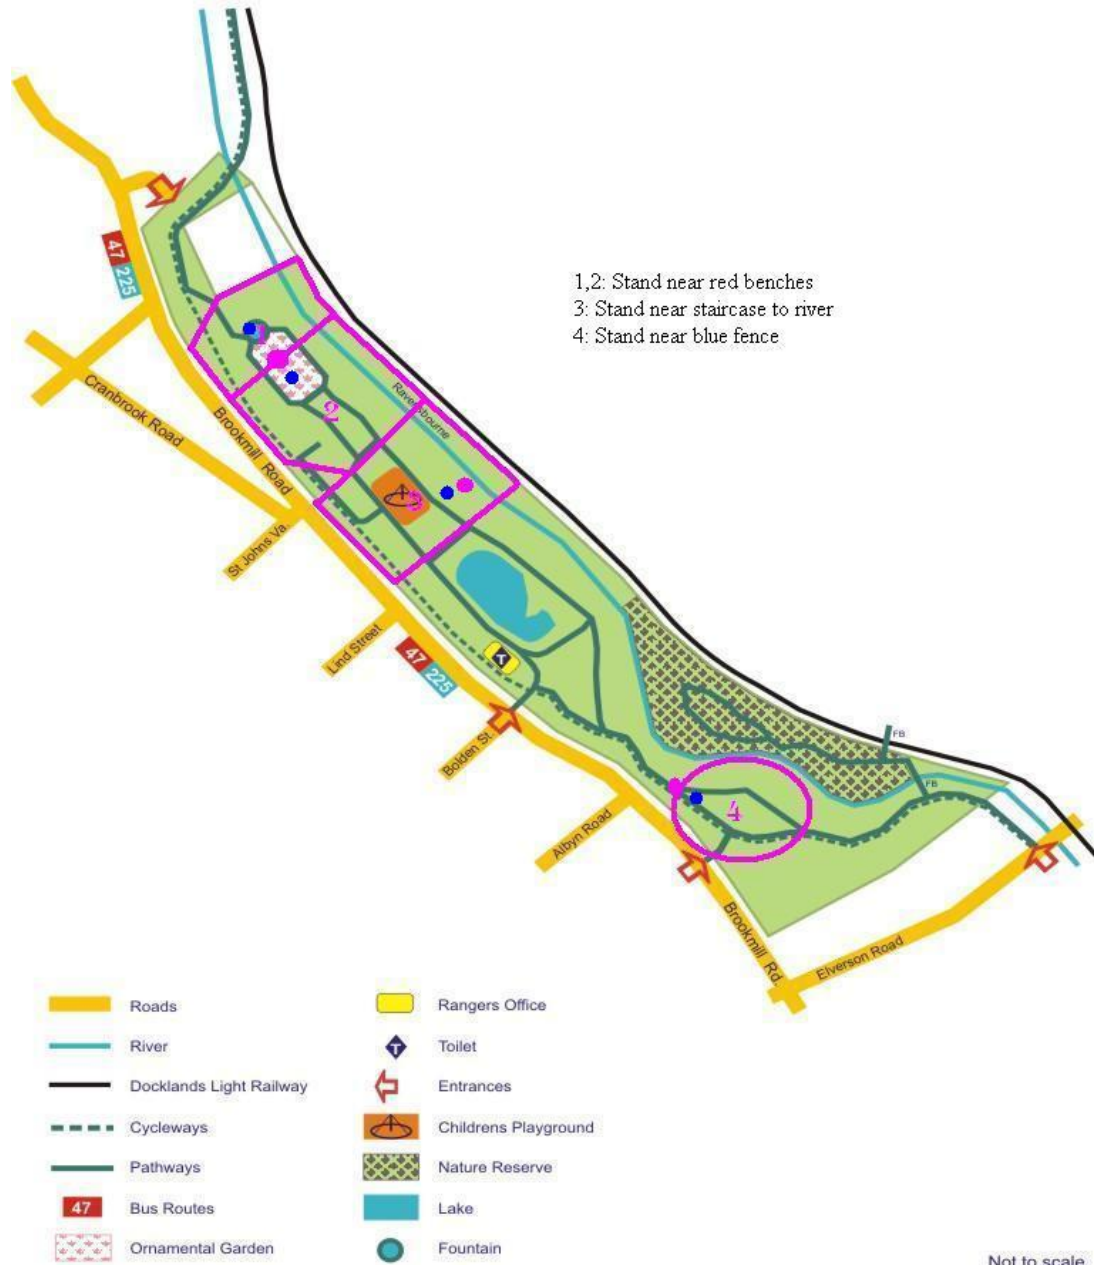 47
225
1,2: Stand near red benches
3: Stand near staircase to river
4: Stand near blue fence
1
Cranbrook Road
Brookmill Road
2
Ravensbourne
3
St Johns Va.
Lind Street
47
225
T
Bolden St.
FB
FB
Albyn Road
4
Brookmill Rd.
Elverson Road
Roads
Rangers Office
River
T
Toilet
Docklands Light Railway
Entrances
Cycleways
Childrens Playground
Pathways
Nature Reserve
47
Bus Routes
Lake
Ornamental Garden
Fountain
Not to scale